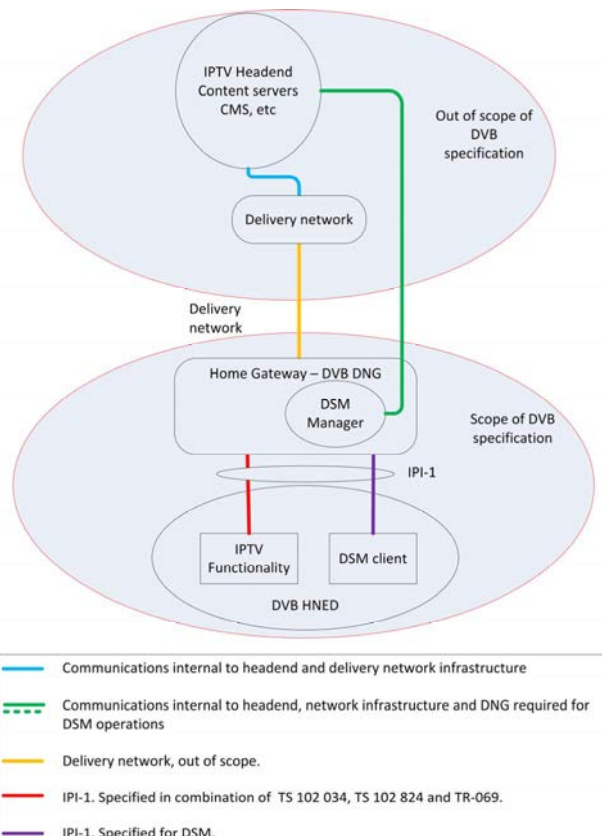 IPTV Headend
Content servers
CMS, etc
Out of scope of
DVB
specification
Delivery network
Delivery
network
Home Gateway – DVB DNG
DSM
Manager
Scope of DVB
specification
IPI-1
IPTV
Functionality
DSM client
DVB HNED
Communications internal to headend and delivery network infrastructure
Communications internal to headend, network infrastructure and DNG required for
DSM operations
Delivery network, out of scope.
IPI-1. Specified in combination of TS 102 034, TS 102 824 and TR-069.
IPI-1. Specified for DSM.